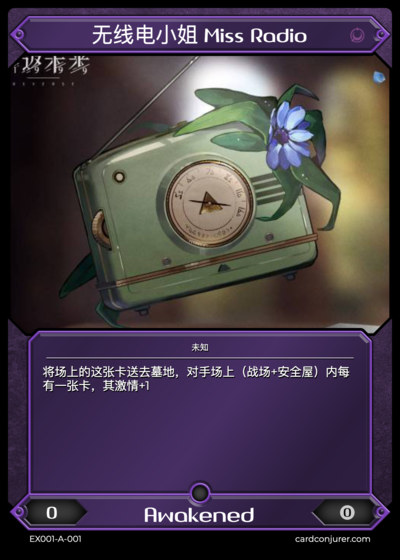 无线电小姐 Miss Radio
未知
将场上的这张卡送去墓地，对手场上（战场+安全屋）内每
有一张卡，其激情+1
0
Awakened
0
EX001-A-001
cardconjurer.com